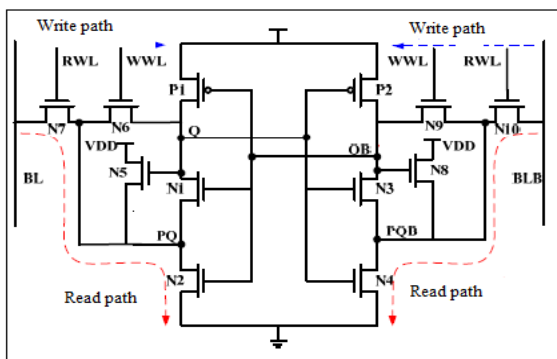 Write path Write path
RWL WWL WWL RWL
P1 P2
N7 N6 Q N9 N10
VDD QB VDD
N5 N8
BL N1 N3 BLB
PQ PQB
N2 N4
Read path Read path